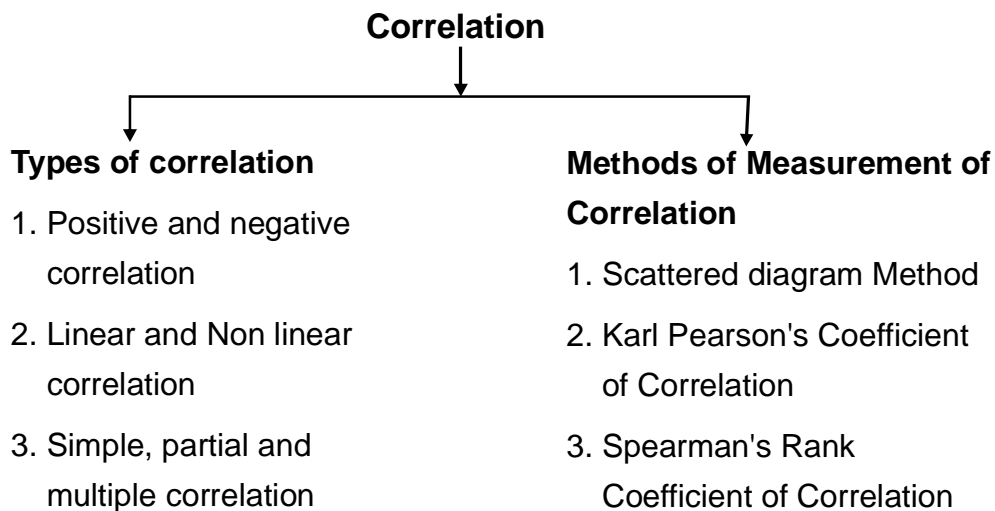 Correlation
Types of correlation
1. Positive and negative
correlation
2. Linear and Non linear
correlation
3. Simple, partial and
multiple correlation
Methods of Measurement of
Correlation
1. Scattered diagram Method
2. Karl Pearson's Coefficient
of Correlation
3. Spearman's Rank
Coefficient of Correlation